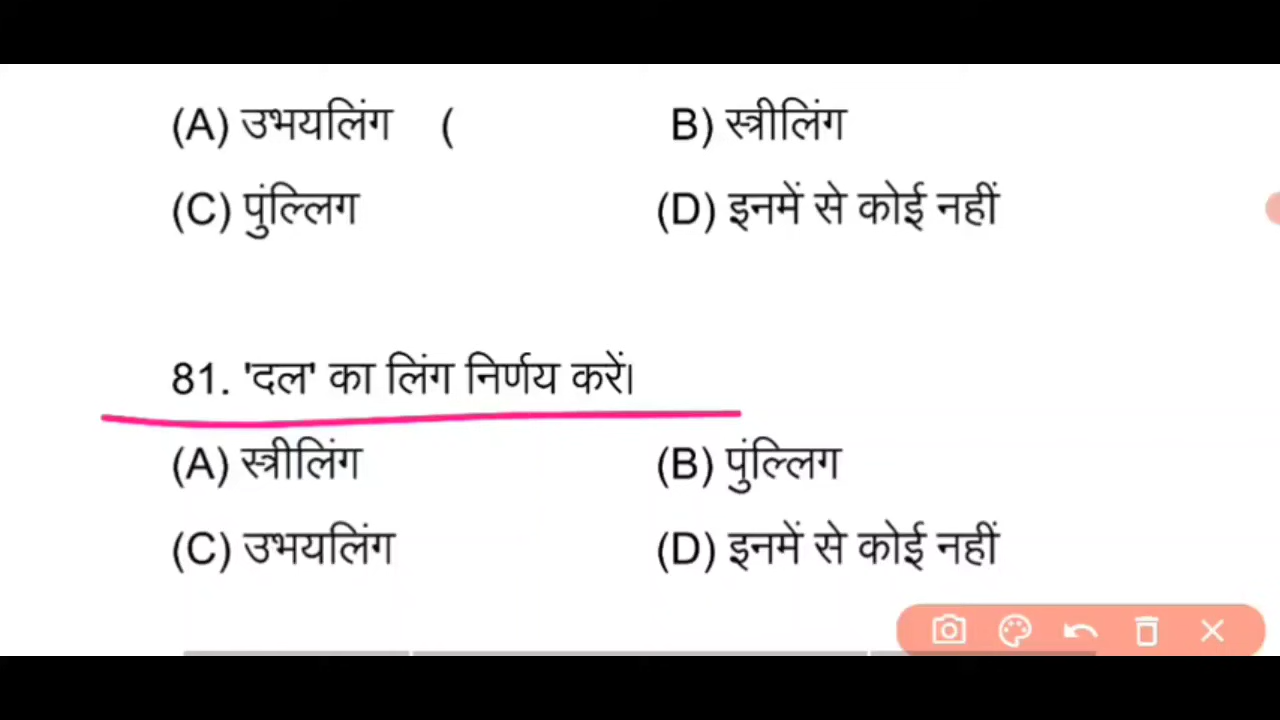 (A) उभयलिंग ( B) स्त्रीलिंग
(C) पुंल्लिग (D) इनमें से कोई नहीं
81. 'दल' का लिंग निर्णय करें।
(A) स्त्रीलिंग (B) पुंल्लिग
(C) उभयलिंग (D) इनमें से कोई नहीं